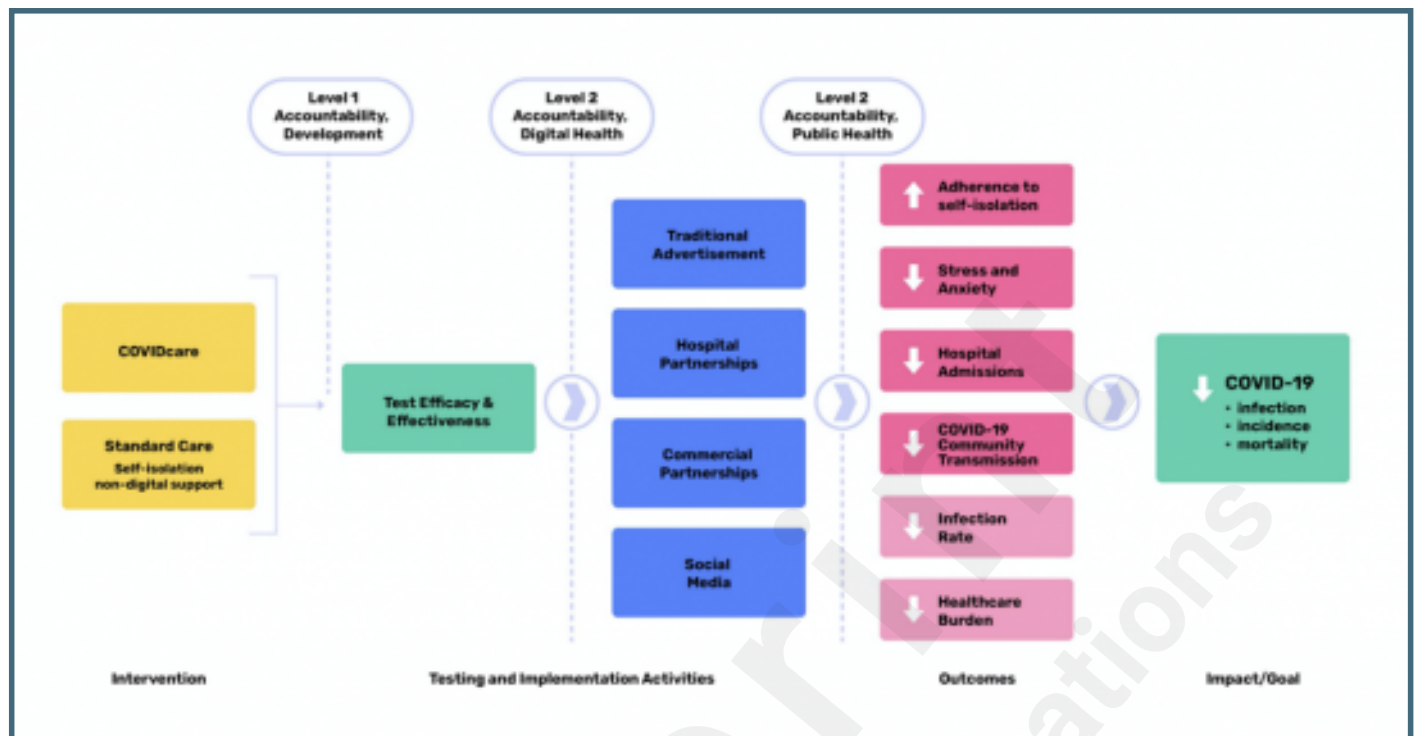 Level 1
Accountability,
Development
Level 2
Accountability,
Digital Health
Level 2
Accountability,
Public Health
COVIDcare
Standard Care
Self-isolation
non-digital support
Test Efficacy &
Effectiveness
Traditional
Advertisement
Hospital
Partnerships
Commercial
Partnerships
Social
Media
Adherence to
self-isolation
Stress and
Anxiety
Hospital
Admissions
COVID-19
Community
Transmission
Infection
Rate
Healthcare
Burden
COVID-19
• infection
• incidence
• mortality
Intervention
Testing and Implementation Activities
Outcomes
Impact/Goal